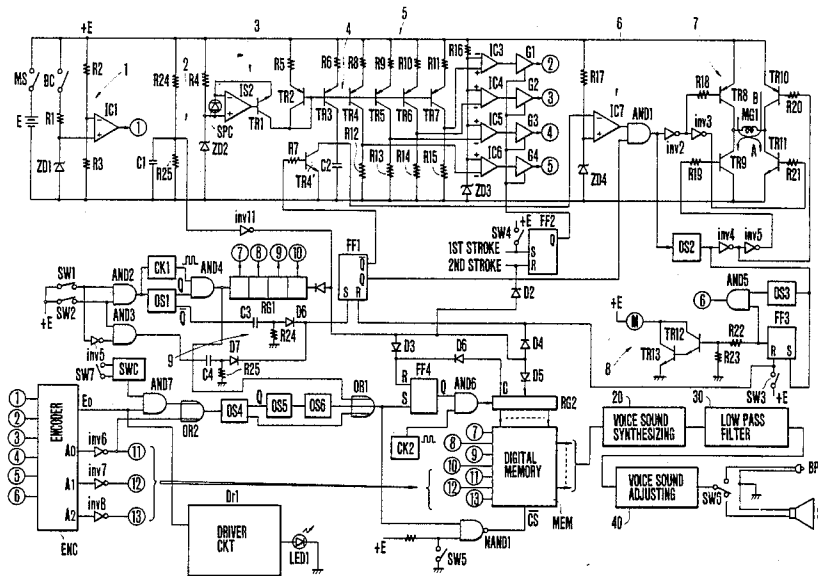 +E
1 2 3 4 5 6 7
MS BC R2 R24 R4 IS2 R5 R6 R8 R9 R10 R11 R16 IC3 G1 2 R17 R18 TR8 TR10
E R1 IC1 1 SPC TR1 TR2 TR3 TR4 TR5 TR6 TR7 IC4 G2 3 IC7 AND1 inv2 inv3 B MG1 A R20
ZD1 R3 C1 R25 ZD2 R7 TR4' C2 R12 R13 R14 R15 IC5 G3 4 IC6 G4 5 ZD3 ZD4 R19 TR9 TR11 R21
inv11 SW4 FF2 Q S R inv4 inv5
1ST STROKE
2ND STROKE
OS2
7 8 9 10 FF1 Q̅ Q S R
SW1 SW2 +E AND2 CK1 AND4 OS1 Q Q̅ RG1 D2 AND5 OS3 6
AND3 C3 D6 R24 D7 C4 R25 9 D3 D6 D4 D5 +E M TR12 TR13 R22 R23 FF3 R S SW3 +E 8
inv5 SW7 SWC AND7 OR2 OS4 Q OS5 OS6 OR1 FF4 R S Q AND6 IC RG2 CK2
1 2 3 4 5 6
ENCODER
Eo A0 A1 A2
ENC
inv6 11
inv7 12
inv8 13
7 8 9 10 11 12 13
DIGITAL
MEMORY
MEM
20
VOICE SOUND
SYNTHESIZING
30
LOW PASS
FILTER
VOICE SOUND
ADJUSTING
40
SW6 BP
Dr1
DRIVER
CKT
LED1
+E SW5 NAND1 C̅S̅